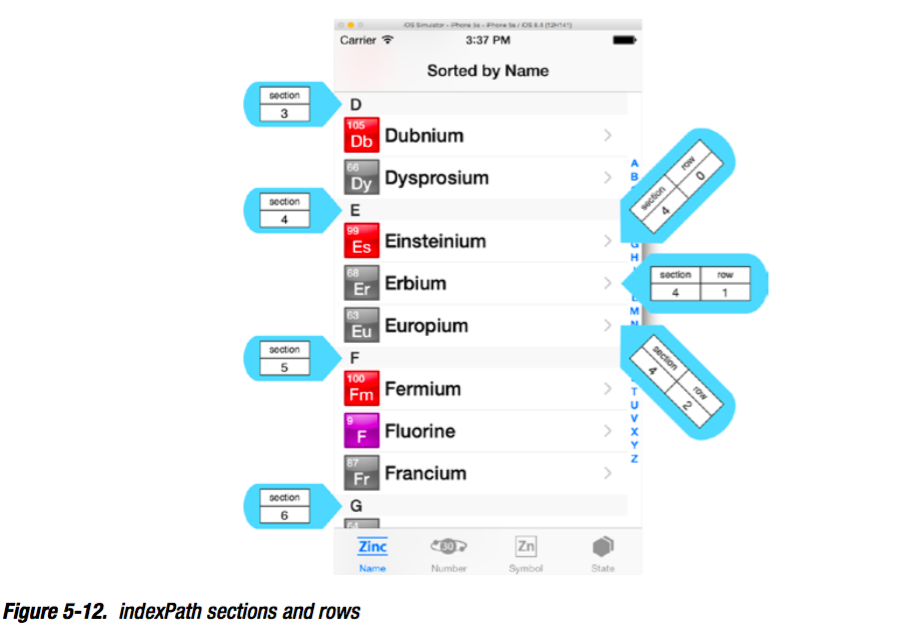 iOS Simulator - iPhone 5s - iPhone 5s / iOS 8.4 (12H141)
Carrier 3:37 PM
Sorted by Name
section
3
D
105
Db Dubnium
66
Dy Dysprosium
A
B
section
4
E
section row
4 0
99
Es Einsteinium
G
H
68
Er Erbium
section row
4 1
63
Eu Europium
M
N
section
5
F
section row
4 2
100
Fm Fermium
T
U
V
X
Y
Z
9
F Fluorine
87
Fr Francium
section
6
G
64
Zinc 30 Zn
Name Number Symbol State
Figure 5-12. indexPath sections and rows